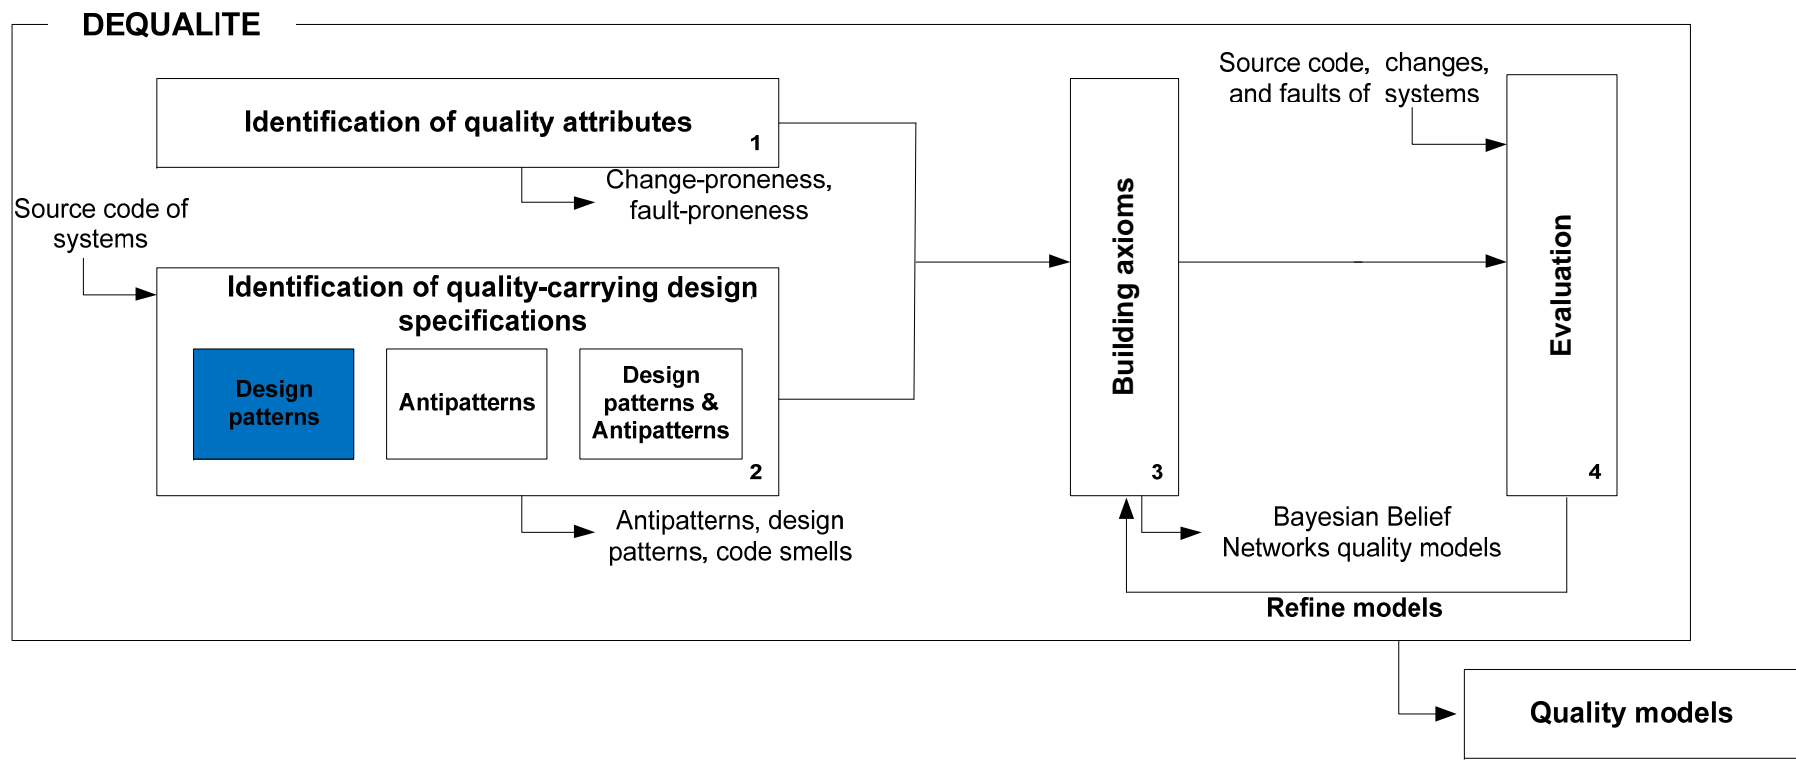 DEQUALITE
Identification of quality attributes
1
Change-proneness,
fault-proneness
Source code of
systems
Identification of quality-carrying design
specifications
Design
patterns
Antipatterns
Design
patterns &
Antipatterns
2
Antipatterns, design
patterns, code smells
Building axioms
3
Bayesian Belief
Networks quality models
Source code, changes,
and faults of systems
Evaluation
4
Refine models
Quality models